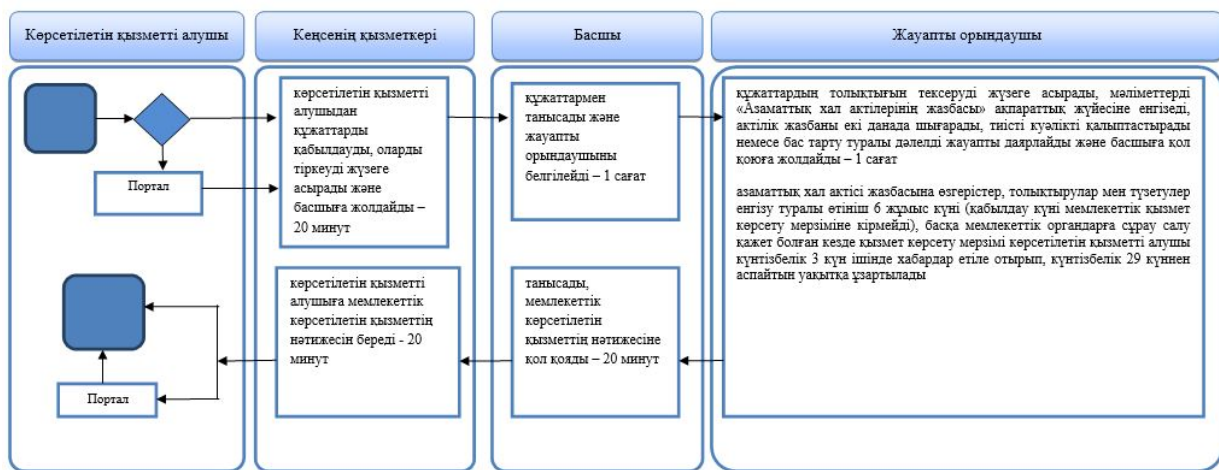 Көрсетілетін қызметті алушы
Кеңсенің қызметкері
Басшы
Жауапты орындаушы
Портал
көрсетілетін қызметті
алушыдан
құжаттарды
қабылдауды, оларды
тіркеуді жүзеге
асырады және
басшыға жолдайды –
20 минут
құжаттармен
танысады және
жауапты
орындаушыны
белгілейді – 1 сағат
құжаттардың толықтығын тексеруді жүзеге асырады, мәліметтерді
«Азаматтық хал актілерінің жазбасы» ақпараттық жүйесіне енгізеді,
актілік жазбаны екі данада шығарады, тиісті куәлікті қалыптастырады
немесе бас тарту туралы дәлелді жауапты даярлайды және басшыға қол
қоюға жолдайды – 1 сағат
азаматтық хал актісі жазбасына өзгерістер, толықтырулар мен түзетулер
енгізу туралы өтініш 6 жұмыс күні (қабылдау күні мемлекеттік қызмет
көрсету мерзіміне кірмейді), басқа мемлекеттік органдарға сұрау салу
қажет болған кезде қызмет көрсету мерзімі көрсетілетін қызметті алушы
күнтізбелік 3 күн ішінде хабардар етіле отырып, күнтізбелік 29 күннен
аспайтын уақытқа ұзартылады
көрсетілетін қызметті
алушыға мемлекеттік
көрсетілетін қызметтің
нәтижесін береді - 20
минут
танысады,
мемлекеттік
көрсетілетін
қызметтің нәтижесіне
қол қояды – 20 минут
Портал